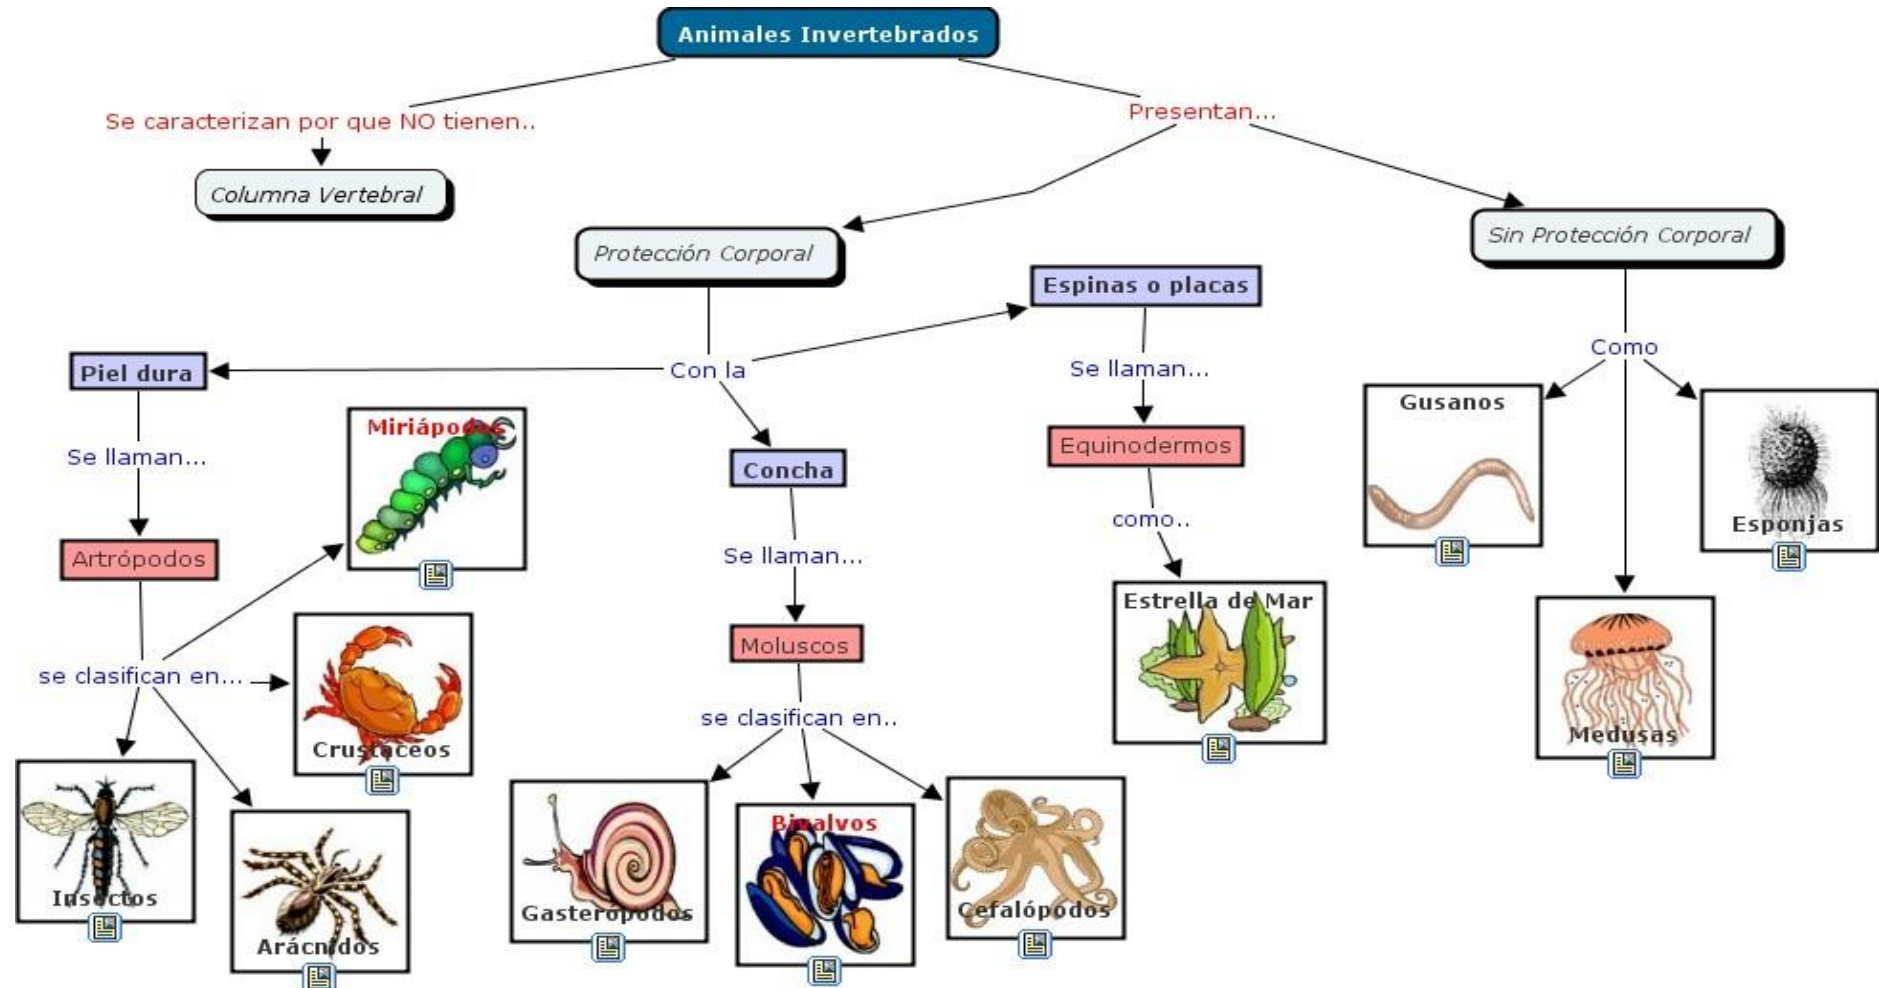 Animales Invertebrados
Se caracterizan por que NO tienen..
Columna Vertebral
Presentan...
Protección Corporal
Sin Protección Corporal
Con la
Piel dura
Se llaman...
Artrópodos
se clasifican en...
Miriápodos
Crustaceos
Insectos
Arácnidos
Concha
Se llaman...
Moluscos
se clasifican en..
Gasterópodos
Bivalvos
Cefalópodos
Espinas o placas
Se llaman...
Equinodermos
como..
Estrella de Mar
Como
Gusanos
Medusas
Esponjas